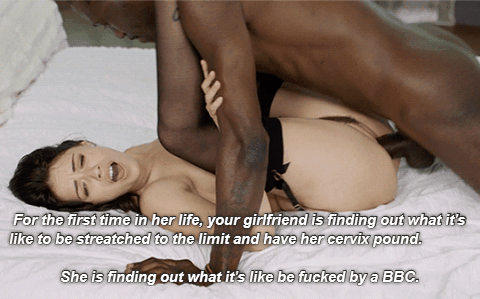 For the first time in her life, your girlfriend is finding out what it's
like to be streatched to the limit and have her cervix pound.
She is finding out what it's like be fucked by a BBC.